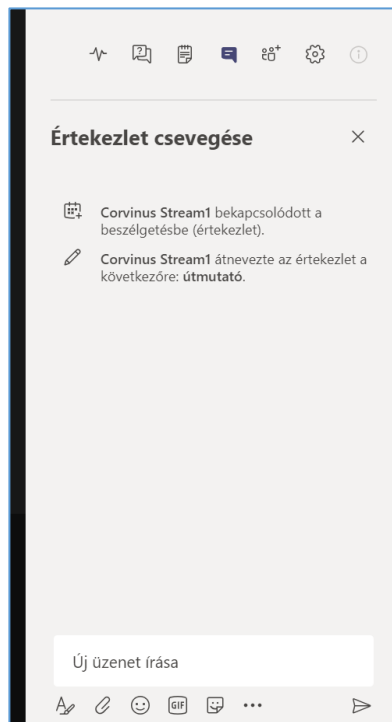 Értekezlet csevegése
Corvinus Stream1 bekapcsolódott a
beszélgetésbe (értekezlet).
Corvinus Stream1 átnevezte az értekezlet a
következőre: útmutató.
Új üzenet írása
GIF